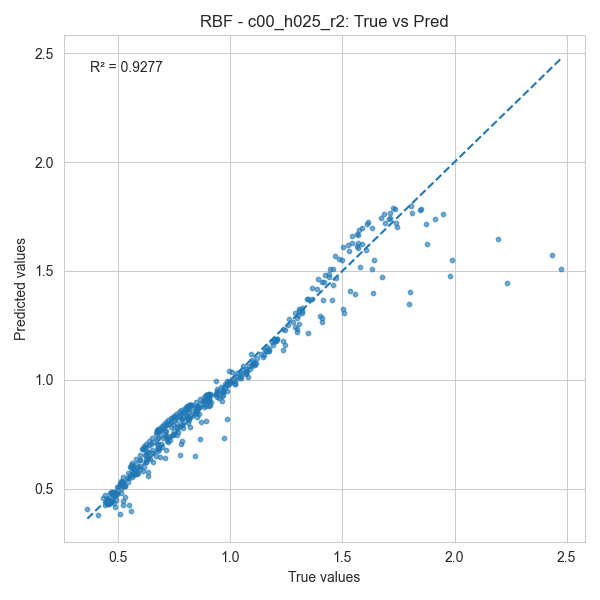 RBF - c00_h025_r2: True vs Pred
R² = 0.9277
2.5
2.0
1.5
1.0
0.5
Predicted values
0.5 1.0 1.5 2.0 2.5
True values